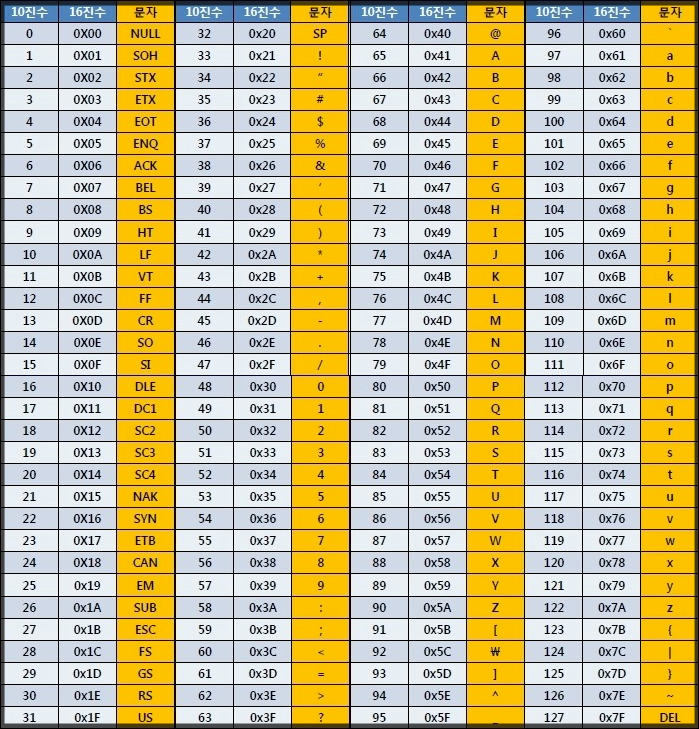 10진수 16진수 문자 10진수 16진수 문자 10진수 16진수 문자 10진수 16진수 문자
0 0X00 NULL 32 0x20 SP 64 0x40 @ 96 0x60 `
1 0X01 SOH 33 0x21 ! 65 0x41 A 97 0x61 a
2 0X02 STX 34 0x22 “ 66 0x42 B 98 0x62 b
3 0X03 ETX 35 0x23 # 67 0x43 C 99 0x63 c
4 0X04 EOT 36 0x24 $ 68 0x44 D 100 0x64 d
5 0X05 ENQ 37 0x25 % 69 0x45 E 101 0x65 e
6 0X06 ACK 38 0x26 & 70 0x46 F 102 0x66 f
7 0X07 BEL 39 0x27 ‘ 71 0x47 G 103 0x67 g
8 0X08 BS 40 0x28 ( 72 0x48 H 104 0x68 h
9 0X09 HT 41 0x29 ) 73 0x49 I 105 0x69 i
10 0X0A LF 42 0x2A * 74 0x4A J 106 0x6A j
11 0X0B VT 43 0x2B + 75 0x4B K 107 0x6B k
12 0X0C FF 44 0x2C , 76 0x4C L 108 0x6C l
13 0X0D CR 45 0x2D - 77 0x4D M 109 0x6D m
14 0X0E SO 46 0x2E . 78 0x4E N 110 0x6E n
15 0X0F SI 47 0x2F / 79 0x4F O 111 0x6F o
16 0X10 DLE 48 0x30 0 80 0x50 P 112 0x70 p
17 0X11 DC1 49 0x31 1 81 0x51 Q 113 0x71 q
18 0X12 SC2 50 0x32 2 82 0x52 R 114 0x72 r
19 0X13 SC3 51 0x33 3 83 0x53 S 115 0x73 s
20 0X14 SC4 52 0x34 4 84 0x54 T 116 0x74 t
21 0X15 NAK 53 0x35 5 85 0x55 U 117 0x75 u
22 0X16 SYN 54 0x36 6 86 0x56 V 118 0x76 v
23 0X17 ETB 55 0x37 7 87 0x57 W 119 0x77 w
24 0X18 CAN 56 0x38 8 88 0x58 X 120 0x78 x
25 0x19 EM 57 0x39 9 89 0x59 Y 121 0x79 y
26 0x1A SUB 58 0x3A : 90 0x5A Z 122 0x7A z
27 0x1B ESC 59 0x3B ; 91 0x5B [ 123 0x7B {
28 0x1C FS 60 0x3C < 92 0x5C ₩ 124 0x7C |
29 0x1D GS 61 0x3D = 93 0x5D ] 125 0x7D }
30 0x1E RS 62 0x3E > 94 0x5E ^ 126 0x7E ~
31 0x1F US 63 0x3F ? 95 0x5F _ 127 0x7F DEL